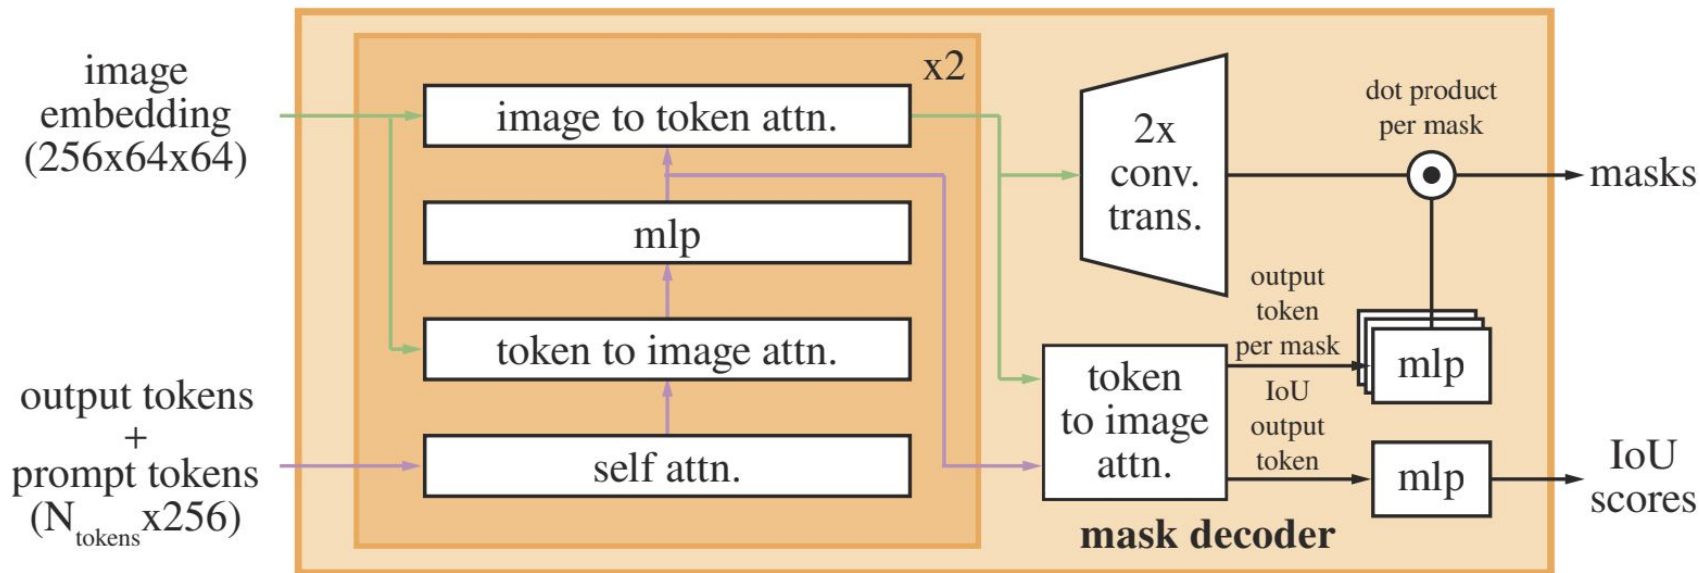 image
embedding
(256x64x64)
output tokens
+
prompt tokens
(N_tokens x256)
x2
image to token attn.
mlp
token to image attn.
self attn.
2x
conv.
trans.
dot product
per mask
masks
output
token
per mask
mlp
token
to image
attn.
IoU
output
token
mlp
IoU
scores
mask decoder